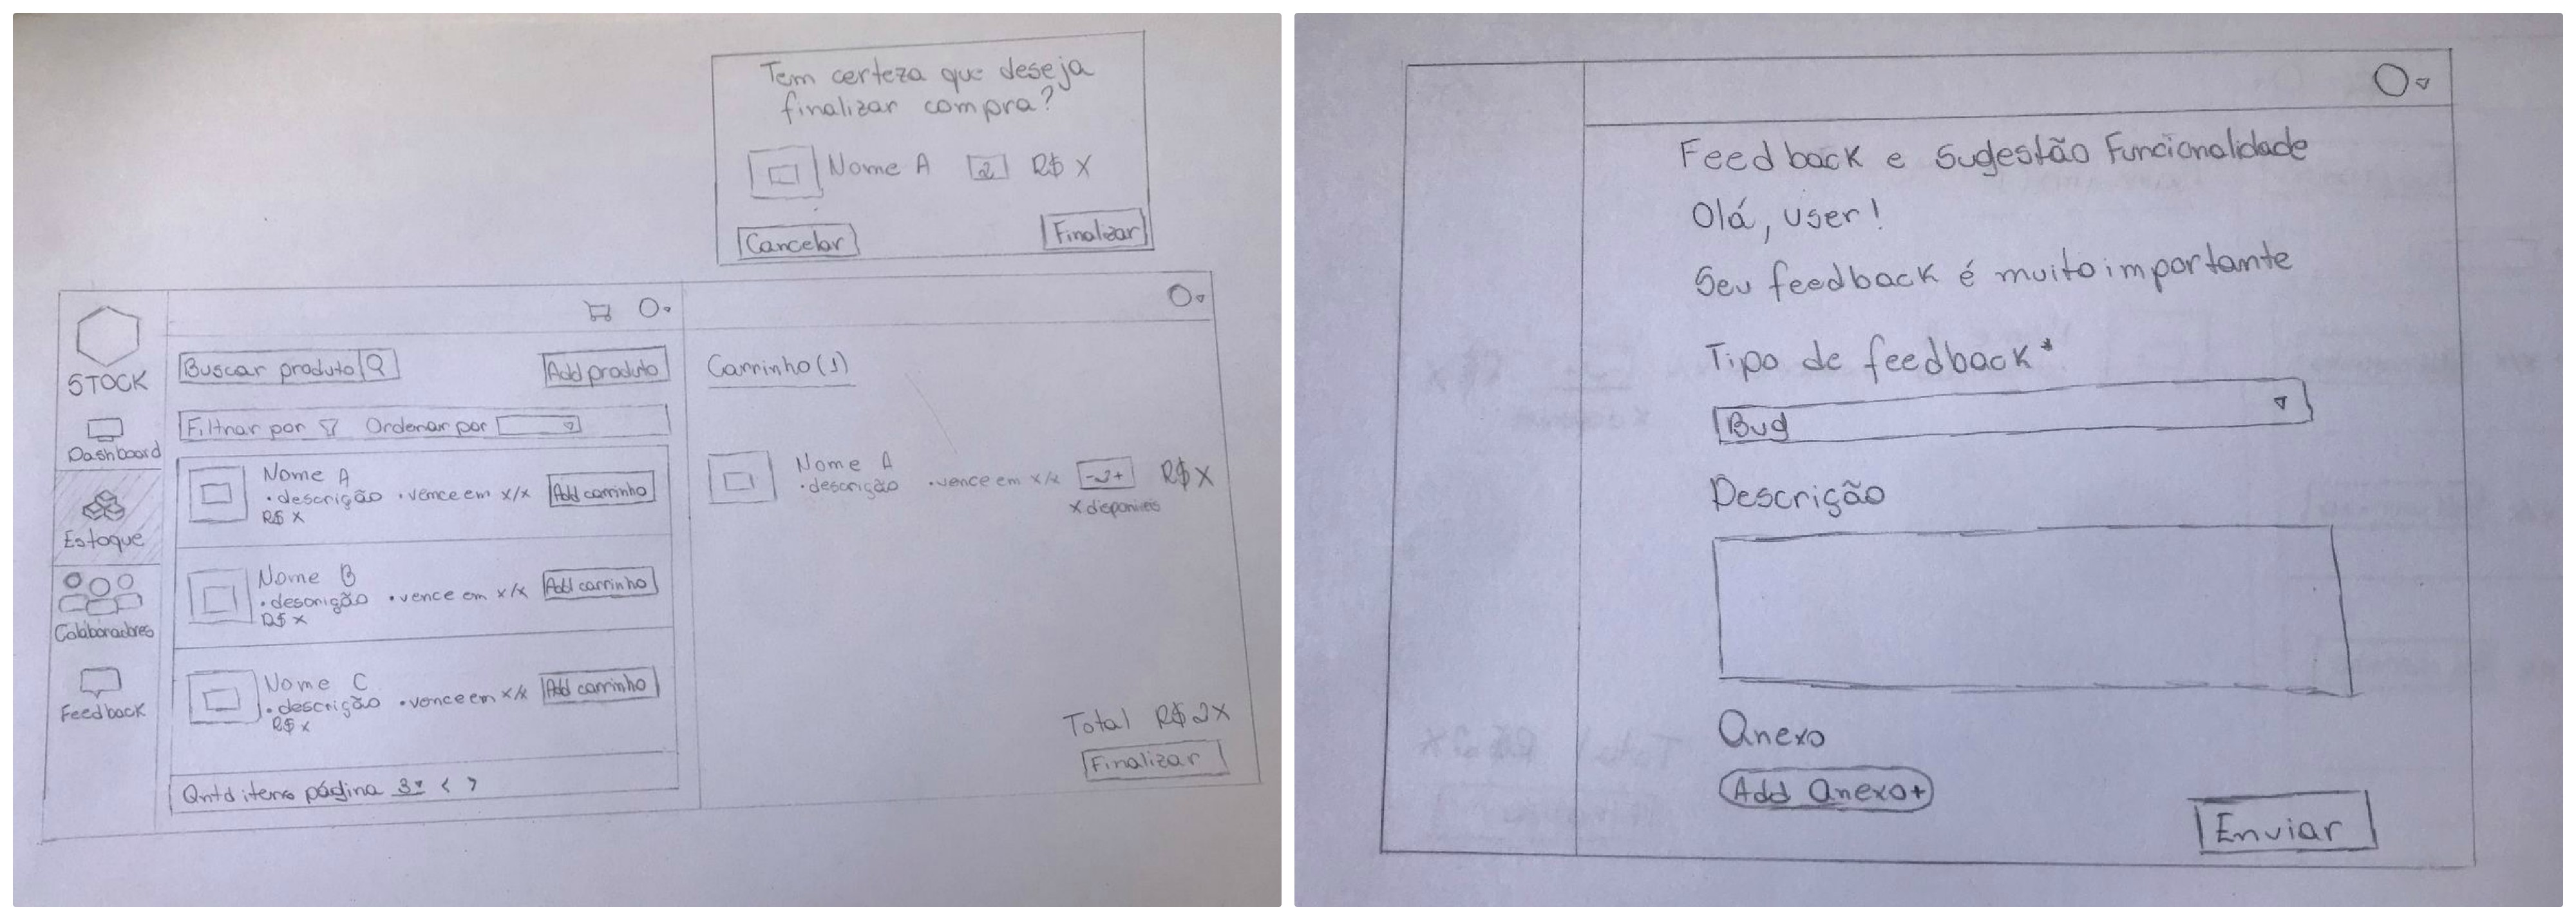 Tem certeza que deseja
finalizar compra?
Nome A 2 R$ X
Cancelar Finalizar
STOCK
Dashboard
Estoque
Colaboradores
Feedback
Buscar produto Add produto
Filtrar por Ordenar por
Nome A
• descrição • vence em x/x Add carrinho
R$ X
Nome B
• descrição • vence em x/x Add carrinho
R$ X
Nome C
• descrição • vence em x/x Add carrinho
R$ X
Qntd itens página 3 < >
Carrinho (1)
Nome A
• descrição • vence em x/x - 2 + R$ X
X disponíveis
Total R$ 2X
Finalizar
Feedback e Sugestão Funcionalidade
Olá, user!
Seu feedback é muito importante
Tipo de feedback*
Bug
Descrição
Anexo
Add Anexo+
Enviar